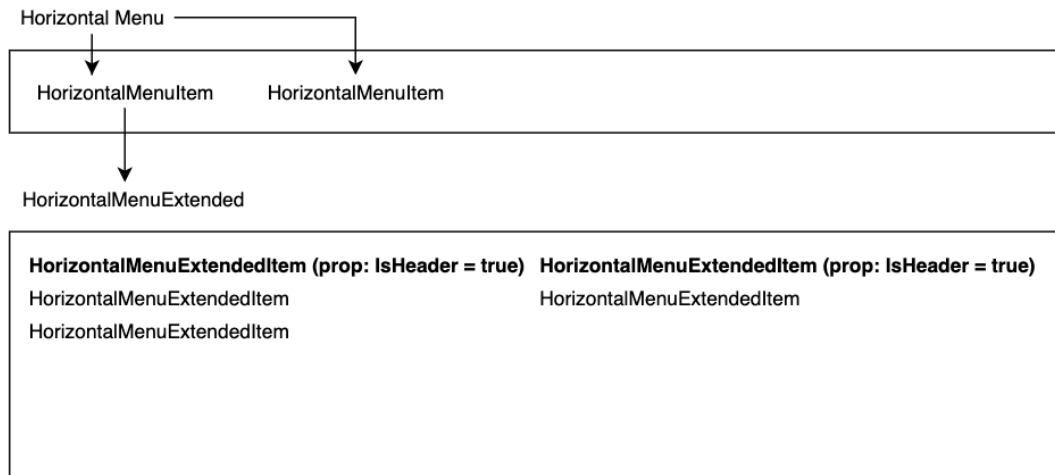 Horizontal Menu
HorizontalMenuItem HorizontalMenuItem
HorizontalMenuExtended
HorizontalMenuExtendedItem (prop: IsHeader = true) HorizontalMenuExtendedItem (prop: IsHeader = true)
HorizontalMenuExtendedItem HorizontalMenuExtendedItem
HorizontalMenuExtendedItem